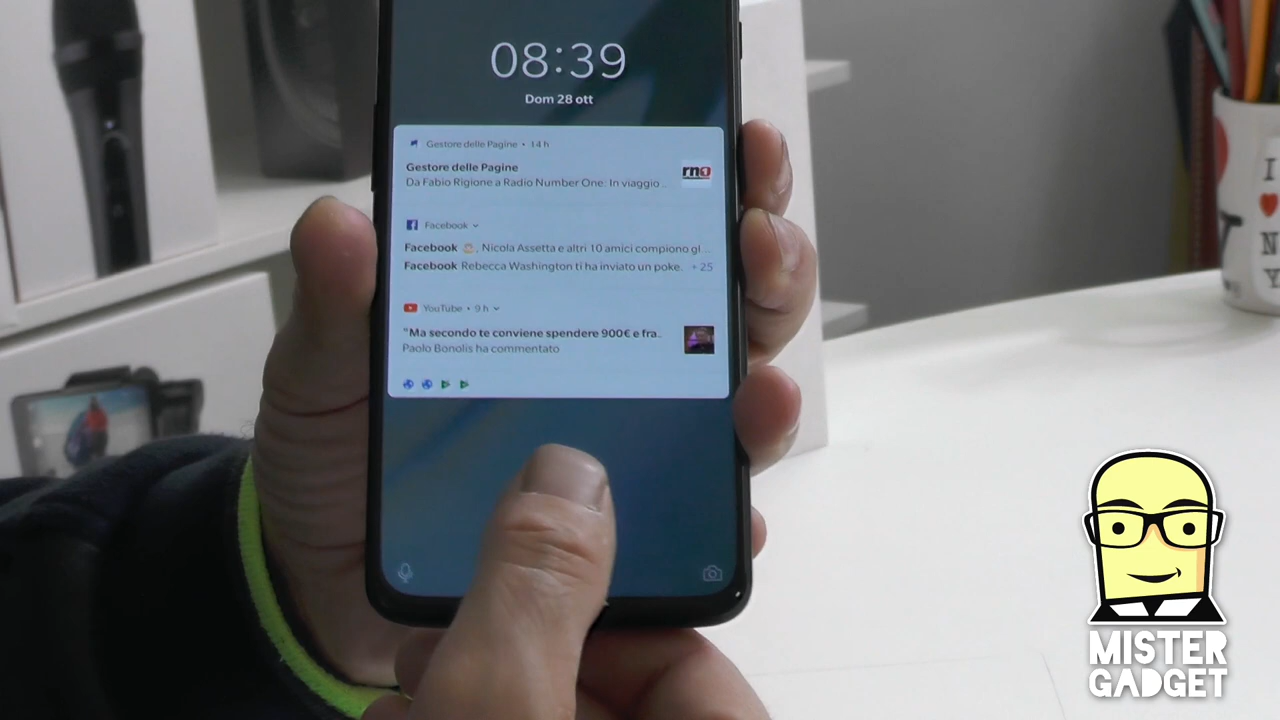 08:39
Dom 28 ott
Gestore delle Pagine • 14 h
Gestore delle Pagine
Da Fabio Rigione a Radio Number One: In viaggio ...
rn1
Facebook
Facebook , Nicola Assetta e altri 10 amici compiono gl ...
Facebook Rebecca Washington ti ha inviato un poke. + 25
YouTube • 9 h
"Ma secondo te conviene spendere 900€ e fra..
Paolo Bonolis ha commentato
I
N
Y
MISTER
GADGET